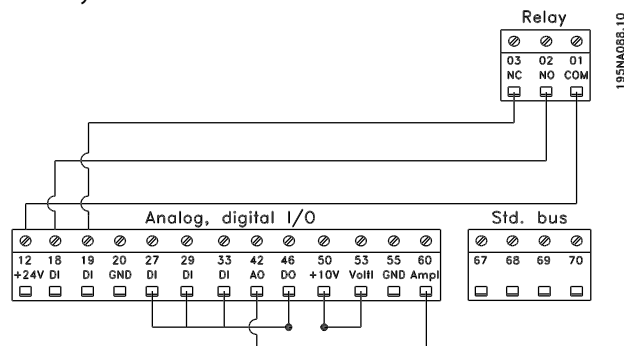 Relay
03 02 01
NC NO COM
195NA088.10
Analog, digital I/O
12 18 19 20 27 29 33 42 46 50 53 55 60
+24V DI DI GND DI DI DI AO DO +10V Volti GND Ampl
Std. bus
67 68 69 70